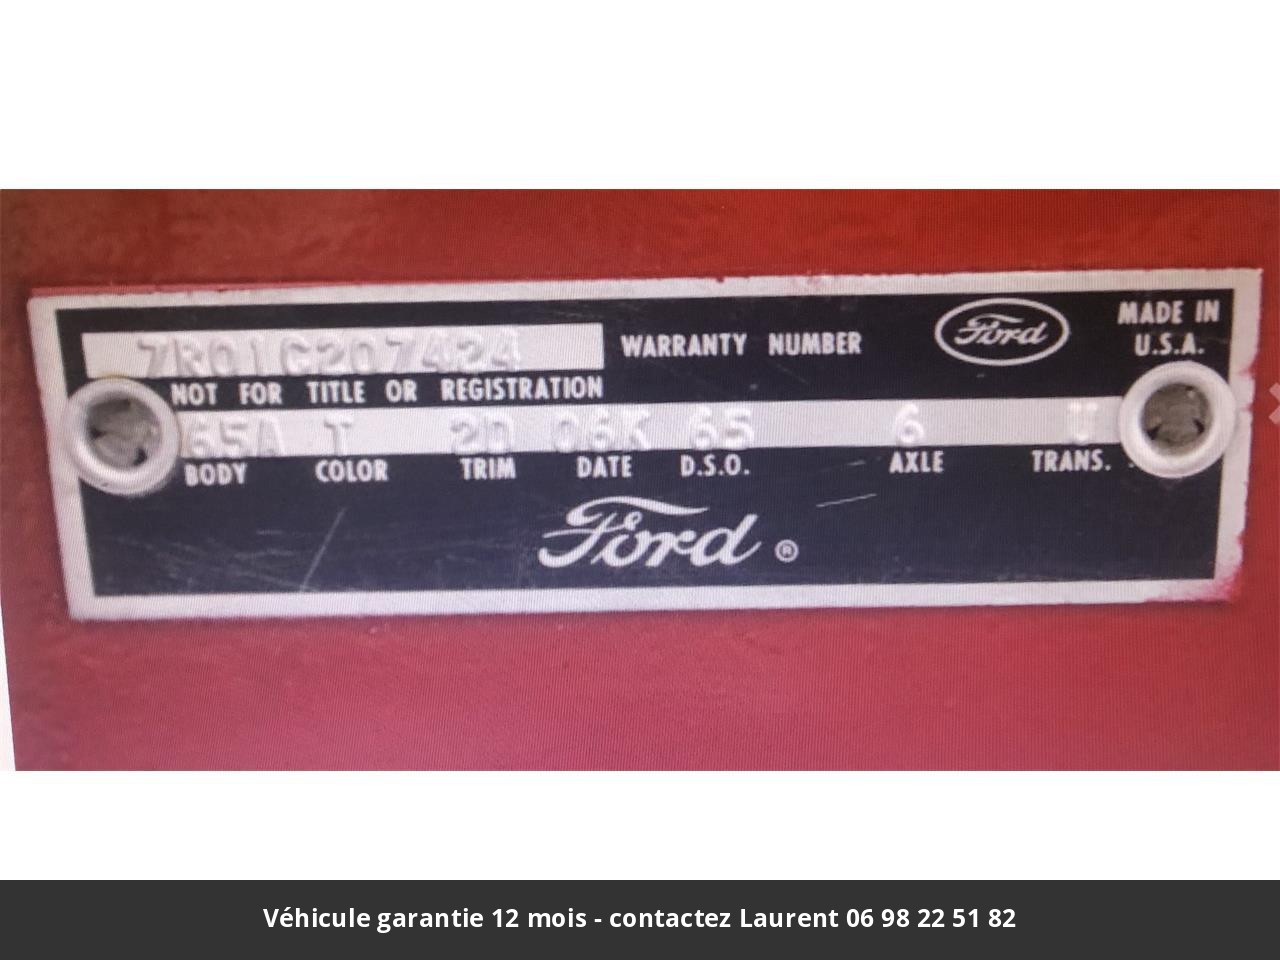 7R01C207424 WARRANTY NUMBER Ford MADE IN U.S.A.
NOT FOR TITLE OR REGISTRATION
65A T 2D 06K 65 6 U
BODY COLOR TRIM DATE D.S.O. AXLE TRANS.
Ford ®
Véhicule garantie 12 mois - contactez Laurent 06 98 22 51 82